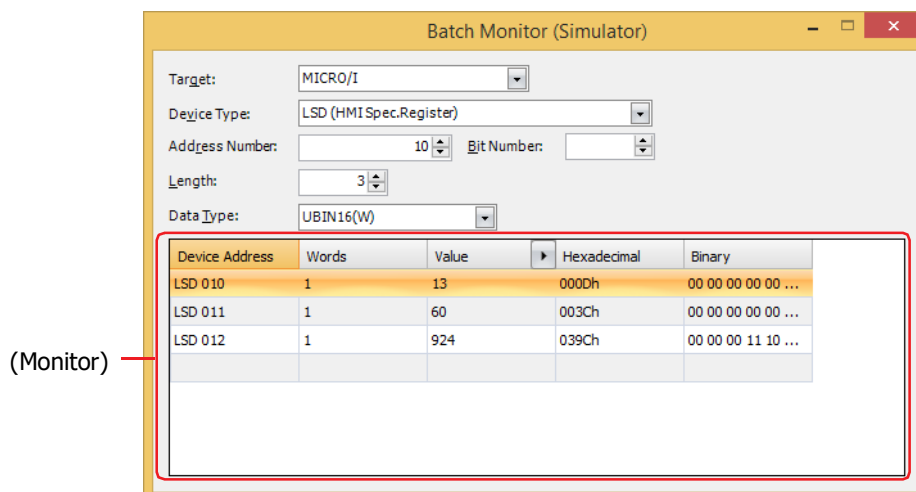 Batch Monitor (Simulator)
Target: MICRO/I
Device Type: LSD (HMI Spec.Register)
Address Number: 10 Bit Number:
Length: 3
Data Type: UBIN16(W)
Device Address Words Value Hexadecimal Binary
LSD 010 1 13 000Dh 00 00 00 00 00 ...
LSD 011 1 60 003Ch 00 00 00 00 00 ...
LSD 012 1 924 039Ch 00 00 00 11 10 ...
(Monitor)